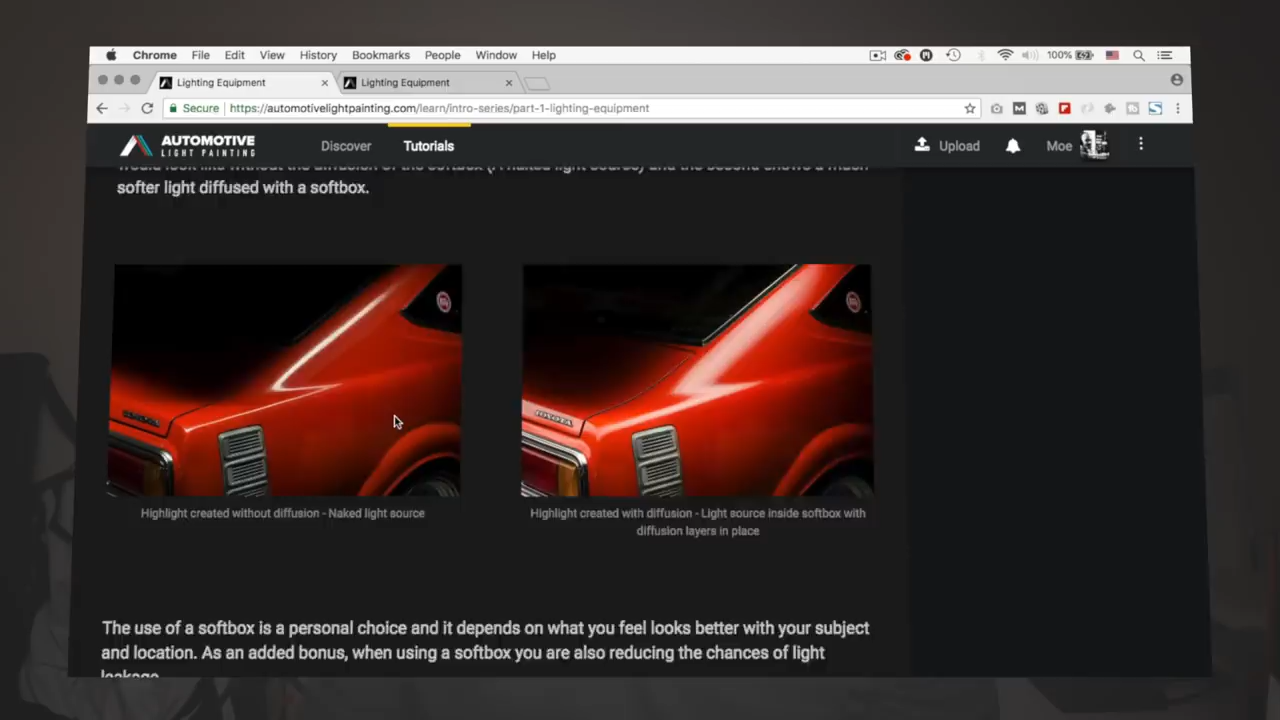 Chrome File Edit View History Bookmarks People Window Help 100%
Lighting Equipment Lighting Equipment
Secure https://automotivelightpainting.com/learn/intro-series/part-1-lighting-equipment
AUTOMOTIVE
LIGHT PAINTING
Discover Tutorials Upload Moe
softer light diffused with a softbox.
Highlight created without diffusion - Naked light source
Highlight created with diffusion - Light source inside softbox with
diffusion layers in place
The use of a softbox is a personal choice and it depends on what you feel looks better with your subject
and location. As an added bonus, when using a softbox you are also reducing the chances of light
leakage.